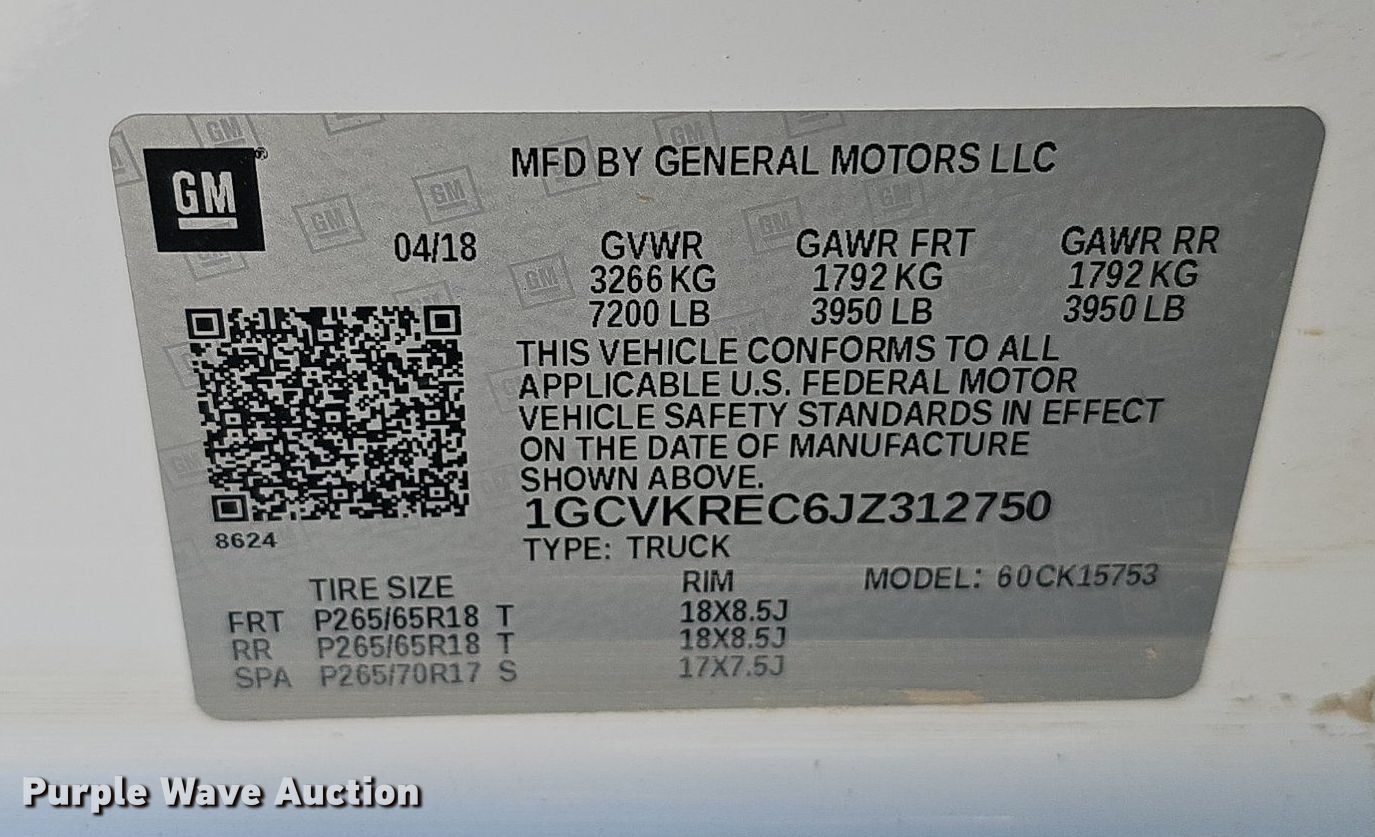 GM
MFD BY GENERAL MOTORS LLC
04/18 GVWR GAWR FRT GAWR RR
3266 KG 1792 KG 1792 KG
7200 LB 3950 LB 3950 LB
THIS VEHICLE CONFORMS TO ALL
APPLICABLE U.S. FEDERAL MOTOR
VEHICLE SAFETY STANDARDS IN EFFECT
ON THE DATE OF MANUFACTURE
SHOWN ABOVE.
1GCVKREC6JZ312750
8624
TYPE: TRUCK
TIRE SIZE RIM MODEL: 60CK15753
FRT P265/65R18 T 18X8.5J
RR P265/65R18 T 18X8.5J
SPA P265/70R17 S 17X7.5J
Purple Wave Auction